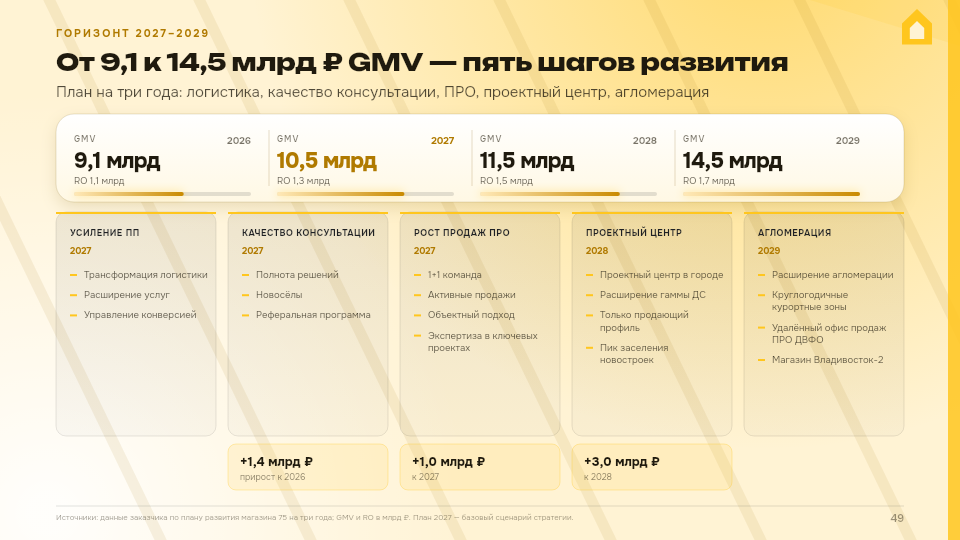 ГОРИЗОНТ 2027–2029
От 9,1 к 14,5 млрд ₽ GMV — пять шагов развития
План на три года: логистика, качество консультации, ПРО, проектный центр, агломерация
GMV 2026
9,1 млрд
RO 1,1 млрд
GMV 2027
10,5 млрд
RO 1,3 млрд
GMV 2028
11,5 млрд
RO 1,5 млрд
GMV 2029
14,5 млрд
RO 1,7 млрд
УСИЛЕНИЕ ПП
2027
Трансформация логистики
Расширение услуг
Управление конверсией
КАЧЕСТВО КОНСУЛЬТАЦИИ
2027
Полнота решений
Новосёлы
Реферальная программа
РОСТ ПРОДАЖ ПРО
2027
1+1 команда
Активные продажи
Объектный подход
Экспертиза в ключевых
проектах
ПРОЕКТНЫЙ ЦЕНТР
2028
Проектный центр в городе
Расширение гаммы ДС
Только продающий
профиль
Пик заселения
новостроек
АГЛОМЕРАЦИЯ
2029
Расширение агломерации
Круглогодичные
курортные зоны
Удалённый офис продаж
ПРО ДВФО
Магазин Владивосток-2
+1,4 млрд ₽
прирост к 2026
+1,0 млрд ₽
к 2027
+3,0 млрд ₽
к 2028
Источники: данные заказчика по плану развития магазина 75 на три года; GMV и RO в млрд ₽. План 2027 — базовый сценарий стратегии.
49